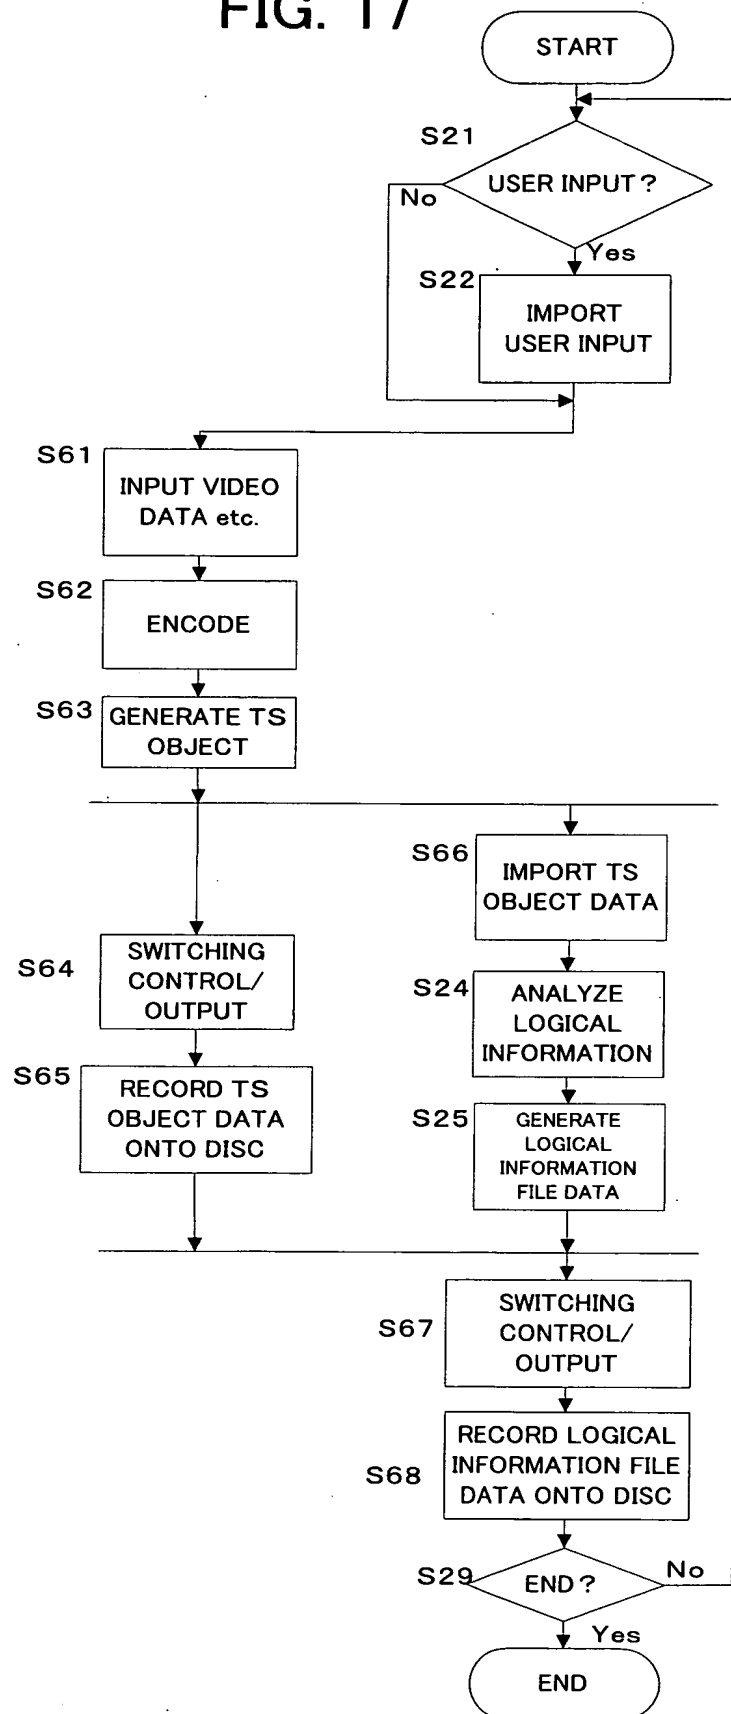 FIG. 17
START
S21
USER INPUT?
No
Yes
S22
IMPORT
USER INPUT
S61
INPUT VIDEO
DATA etc.
S62
ENCODE
S63
GENERATE TS
OBJECT
S66
IMPORT TS
OBJECT DATA
S64
SWITCHING
CONTROL/
OUTPUT
S24
ANALYZE
LOGICAL
INFORMATION
S65
RECORD TS
OBJECT DATA
ONTO DISC
S25
GENERATE
LOGICAL
INFORMATION
FILE DATA
S67
SWITCHING
CONTROL/
OUTPUT
S68
RECORD LOGICAL
INFORMATION FILE
DATA ONTO DISC
S29
END?
No
Yes
END